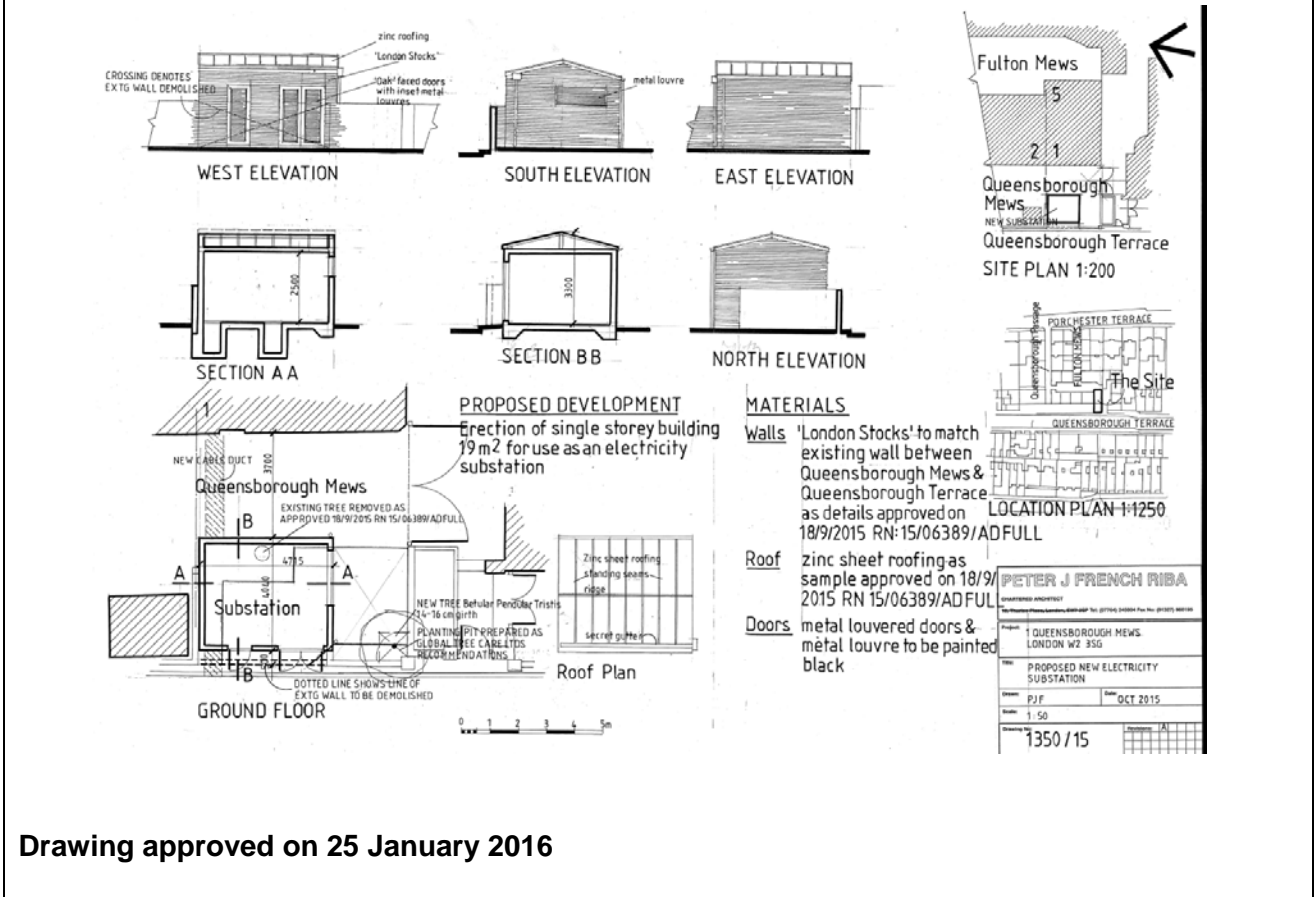 zinc roofing
'London Stocks'
'Oak' faced doors
with inset metal
louvres
CROSSING DENOTES
EXTG WALL DEMOLISHED
WEST ELEVATION
metal louvre
SOUTH ELEVATION
EAST ELEVATION
Fulton Mews
5
2 1
Queensborough
Mews
NEW SUBSTATION
Queensborough Terrace
SITE PLAN 1:200
2500
SECTION A A
3300
SECTION B B
NORTH ELEVATION
PORCHESTER TERRACE
Queensborough Passage
FULTON MEWS
The Site
QUEENSBOROUGH TERRACE
LOCATION PLAN 1:1250
1
NEW CABLE DUCT
3700
Queensborough Mews
EXISTING TREE REMOVED AS
APPROVED 18/9/2015 RN 15/06389/ADFULL
B
A
4715
A
4040
Substation
NEW TREE Betular Pendular Tristis
14-16 cm girth
PLANTING PIT PREPARED AS
GLOBAL TREE CARE LTDS
RECOMMENDATIONS
B
DOTTED LINE SHOWS LINE OF
EXTG WALL TO BE DEMOLISHED
GROUND FLOOR
0 1 2 3 4 5m
PROPOSED DEVELOPMENT
Erection of single storey building
19 m2 for use as an electricity
substation
Zinc sheet roofing
standing seams
ridge
secret gutter
Roof Plan
MATERIALS
Walls 'London Stocks' to match
existing wall between
Queensborough Mews &
Queensborough Terrace
as details approved on
18/9/2015 RN:15/06389/ADFULL
Roof zinc sheet roofing as
sample approved on 18/9/
2015 RN 15/06389/ADFULL
Doors metal louvered doors &
metal louvre to be painted
black
PETER J FRENCH RIBA
CHARTERED ARCHITECT
Project: 1 QUEENSBOROUGH MEWS
LONDON W2 3SG
Title: PROPOSED NEW ELECTRICITY
SUBSTATION
Drawn: PJF Date: OCT 2015
Scale: 1:50
Drawing No: 1350/15 Revisions: A
Drawing approved on 25 January 2016